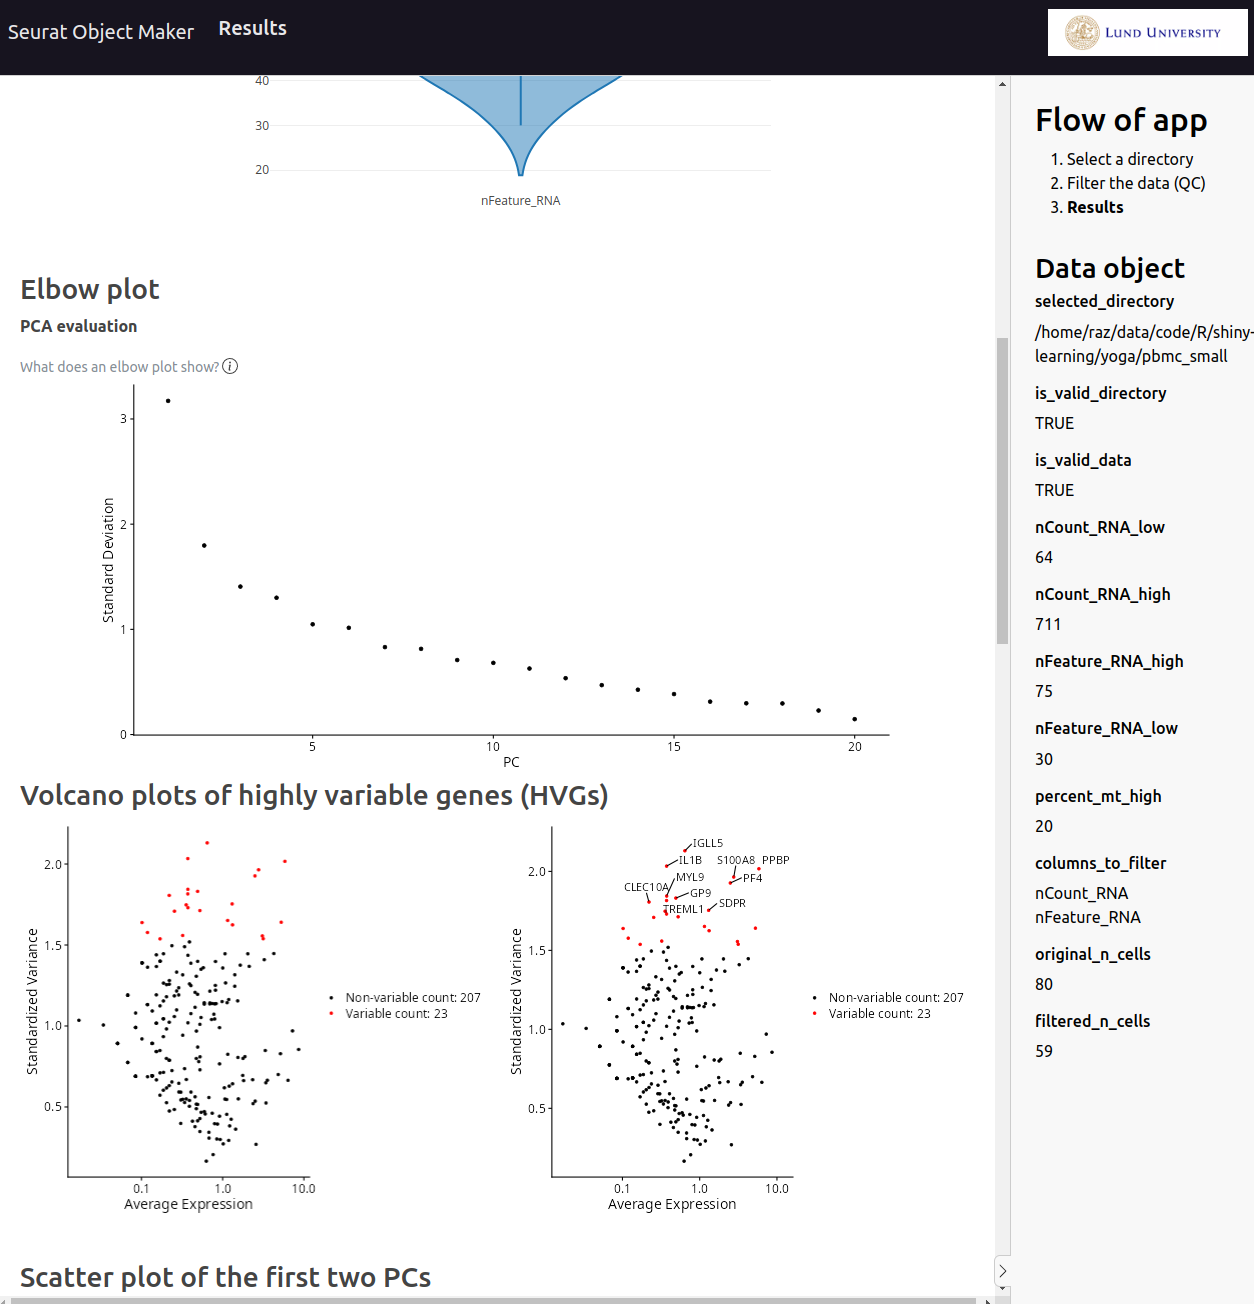 Seurat Object Maker
Results
LUND UNIVERSITY
40
30
20
nFeature_RNA
Elbow plot
PCA evaluation
What does an elbow plot show?
3
2
1
0
Standard Deviation
5 10 15 20
PC
Volcano plots of highly variable genes (HVGs)
2.0
1.5
1.0
0.5
Standardized Variance
0.1 1.0 10.0
Average Expression
Non-variable count: 207
Variable count: 23
IGLL5
IL1B
S100A8
PPBP
MYL9
PF4
CLEC10A
GP9
TREML1
SDPR
2.0
1.5
1.0
0.5
Standardized Variance
0.1 1.0 10.0
Average Expression
Non-variable count: 207
Variable count: 23
Scatter plot of the first two PCs
Flow of app
1. Select a directory
2. Filter the data (QC)
3. Results
Data object
selected_directory
/home/raz/data/code/R/shiny-
learning/yoga/pbmc_small
is_valid_directory
TRUE
is_valid_data
TRUE
nCount_RNA_low
64
nCount_RNA_high
711
nFeature_RNA_high
75
nFeature_RNA_low
30
percent_mt_high
20
columns_to_filter
nCount_RNA
nFeature_RNA
original_n_cells
80
filtered_n_cells
59